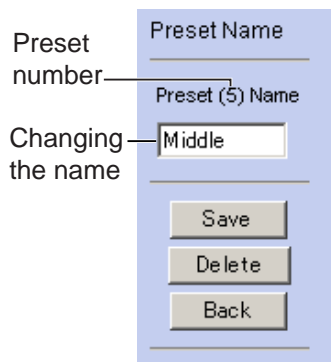 Preset Name
Preset
number
Preset (5) Name
Changing
the name
Middle
Save
Delete
Back